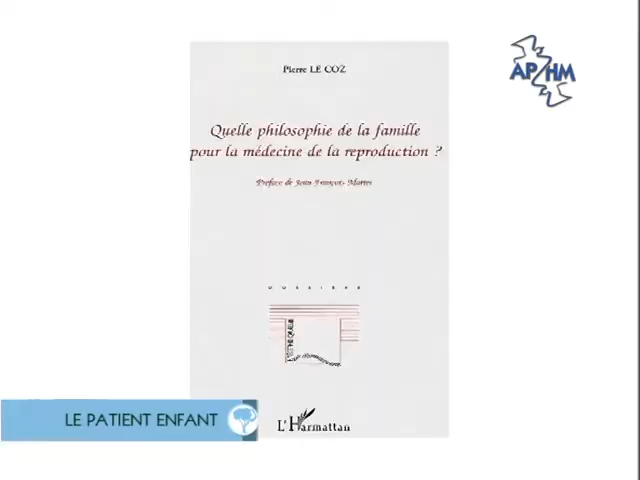 Pierre LE COZ
AP/HM
Quelle philosophie de la famille
pour la médecine de la reproduction ?
Préface de Jean-François Mattei
LE PATIENT ENFANT
L'Harmattan